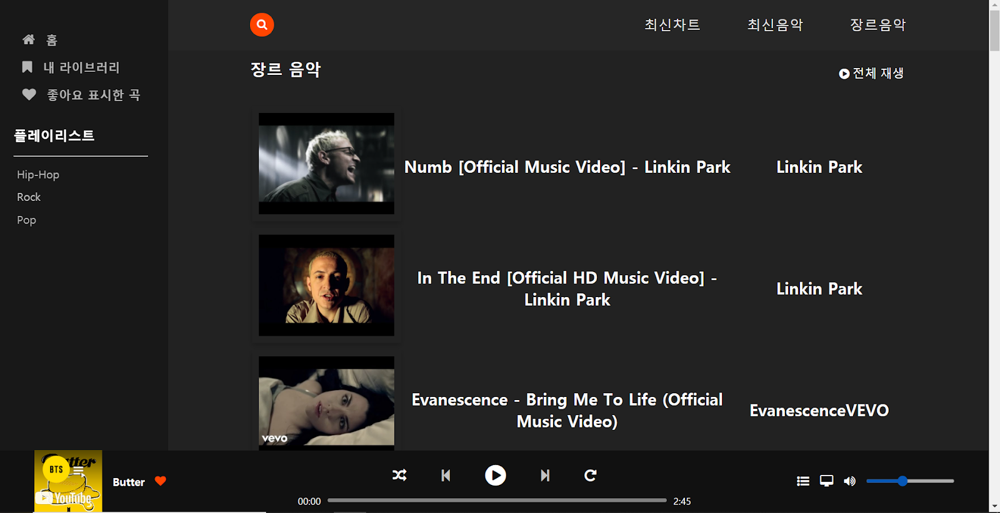 홈
내 라이브러리
좋아요 표시한 곡
플레이리스트
Hip-Hop
Rock
Pop
최신차트
최신음악
장르음악
장르 음악
전체 재생
Numb [Official Music Video] - Linkin Park
Linkin Park
In The End [Official HD Music Video] -
Linkin Park
Linkin Park
vevo
Evanescence - Bring Me To Life (Official
Music Video)
EvanescenceVEVO
Butter
BTS
YouTube
Butter
00:00
2:45